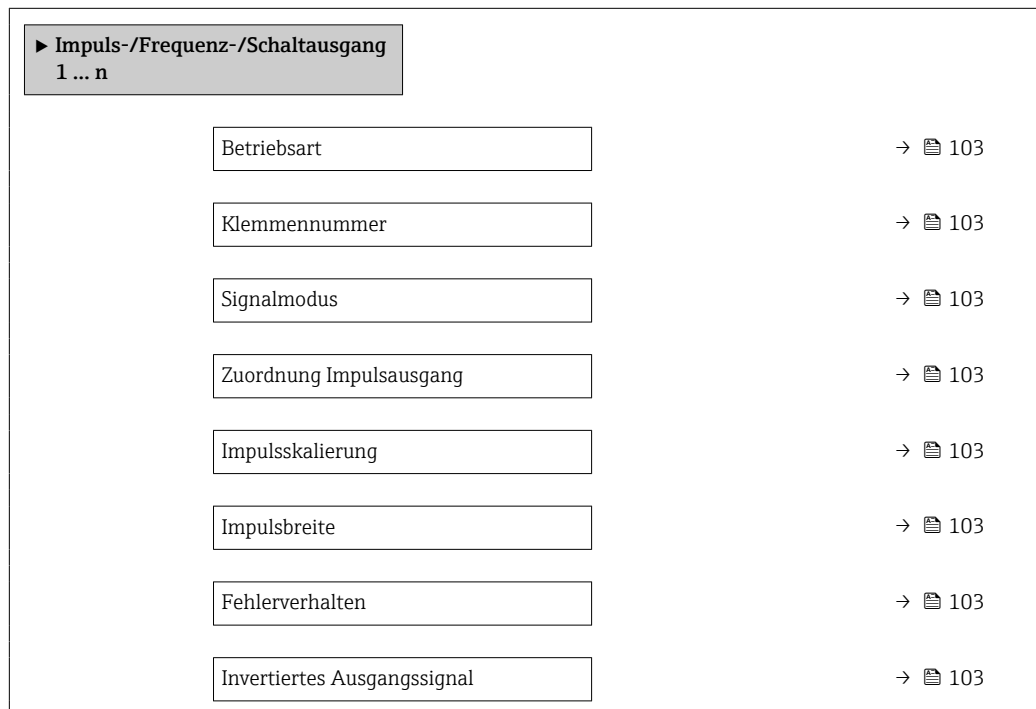 ► Impuls-/Frequenz-/Schaltausgang
1 ... n
Betriebsart → 103
Klemmennummer → 103
Signalmodus → 103
Zuordnung Impulsausgang → 103
Impulsskalierung → 103
Impulsbreite → 103
Fehlerverhalten → 103
Invertiertes Ausgangssignal → 103